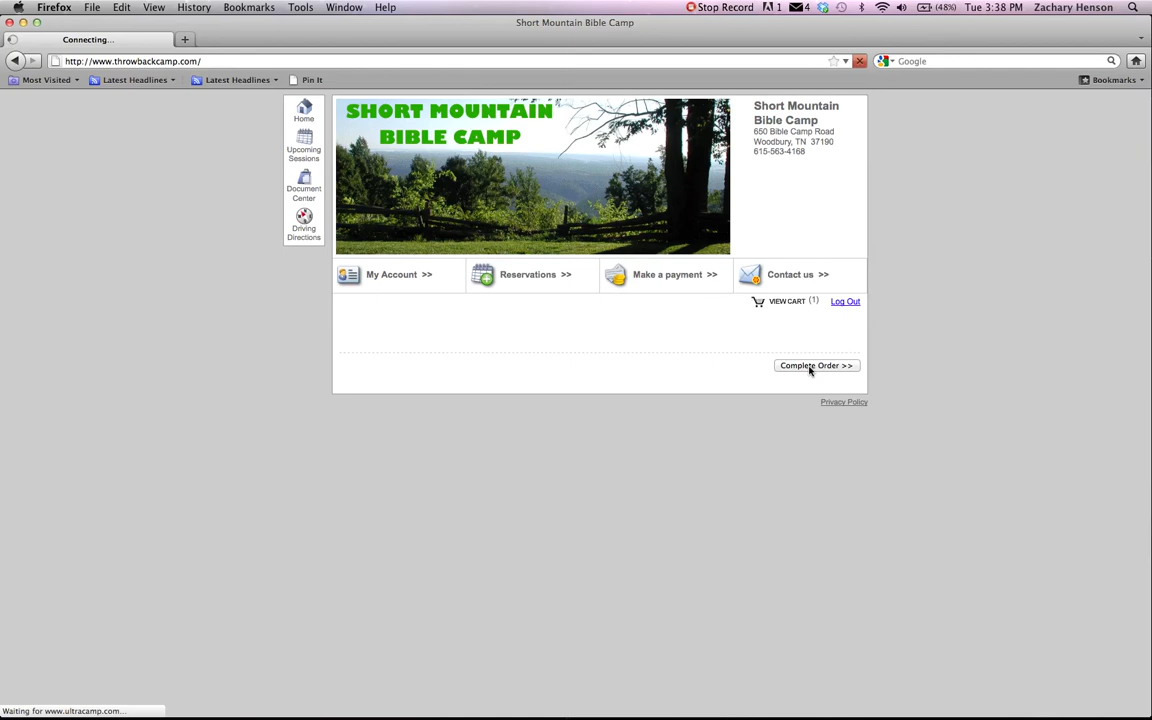 Firefox File Edit View History Bookmarks Tools Window Help Stop Record 1 4 (48%) Tue 3:38 PM Zachary Henson
Short Mountain Bible Camp
Connecting...
http://www.throwbackcamp.com/ Google
Most Visited Latest Headlines Latest Headlines Pin It Bookmarks
Home
Upcoming
Sessions
Document
Center
Driving
Directions
SHORT MOUNTAIN
BIBLE CAMP
Short Mountain
Bible Camp
650 Bible Camp Road
Woodbury, TN 37190
615-563-4168
My Account >> Reservations >> Make a payment >> Contact us >>
VIEW CART (1) Log Out
Complete Order >>
Privacy Policy
Waiting for www.ultracamp.com...